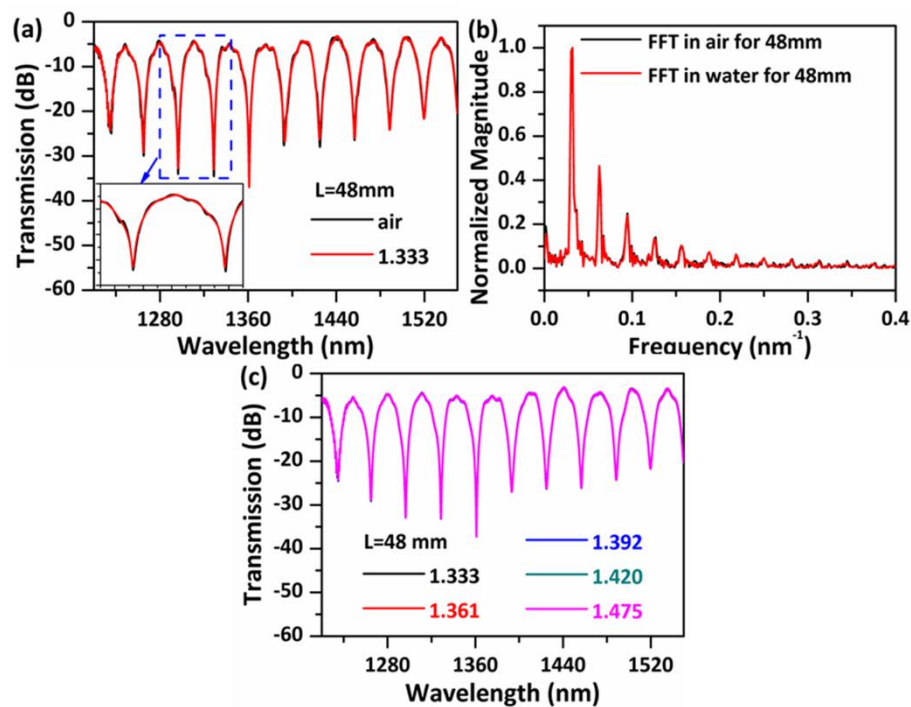 (a)
0
-10
-20
-30
-40
-50
-60
Transmission (dB)
L=48mm
air
1.333
1280 1360 1440 1520
Wavelength (nm)
(b)
1.0
0.8
0.6
0.4
0.2
0.0
Normalized Magnitude
FFT in air for 48mm
FFT in water for 48mm
0.0 0.1 0.2 0.3 0.4
Frequency (nm⁻¹)
(c)
0
-10
-20
-30
-40
-50
-60
Transmission (dB)
L=48 mm
1.333
1.361
1.392
1.420
1.475
1280 1360 1440 1520
Wavelength (nm)